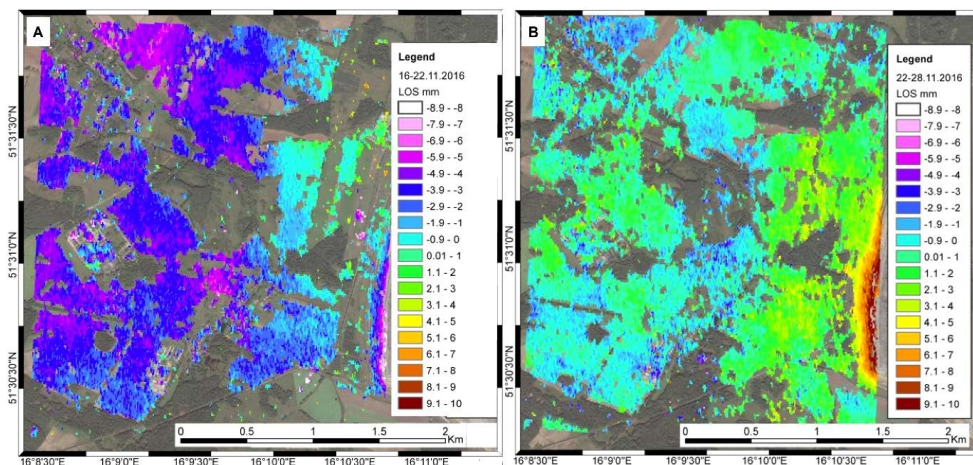 A
Legend
16-22.11.2016
LOS mm
-8.9 - -8
-7.9 - -7
-6.9 - -6
-5.9 - -5
-4.9 - -4
-3.9 - -3
-2.9 - -2
-1.9 - -1
-0.9 - 0
0.01 - 1
1.1 - 2
2.1 - 3
3.1 - 4
4.1 - 5
5.1 - 6
6.1 - 7
7.1 - 8
8.1 - 9
9.1 - 10
51°31'30"N
51°31'0"N
51°30'30"N
0 0.5 1 2
Km
16°8'30"E 16°9'0"E 16°9'30"E 16°10'0"E 16°10'30"E 16°11'0"E
B
Legend
22-28.11.2016
LOS mm
-8.9 - -8
-7.9 - -7
-6.9 - -6
-5.9 - -5
-4.9 - -4
-3.9 - -3
-2.9 - -2
-1.9 - -1
-0.9 - 0
0.01 - 1
1.1 - 2
2.1 - 3
3.1 - 4
4.1 - 5
5.1 - 6
6.1 - 7
7.1 - 8
8.1 - 9
9.1 - 10
51°31'30"N
51°31'0"N
51°30'30"N
0 0.5 1 2
Km
16°8'30"E 16°9'0"E 16°9'30"E 16°10'0"E 16°10'30"E 16°11'0"E